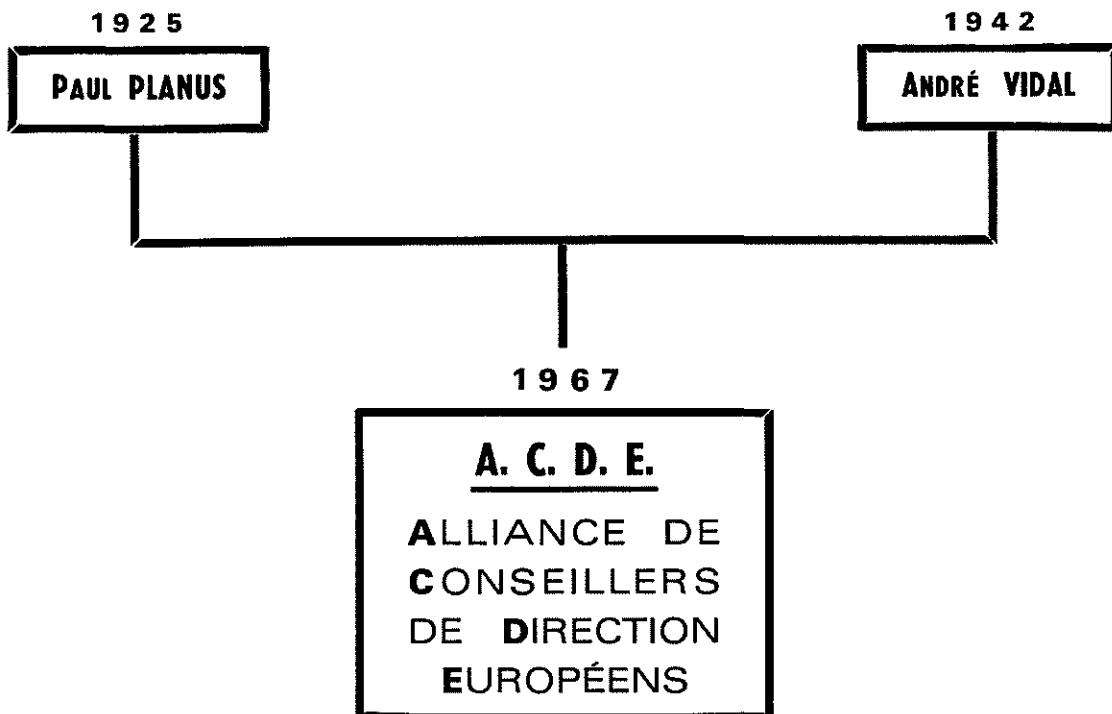 1925
PAUL PLANUS
1942
ANDRÉ VIDAL
1967
A. C. D. E.
ALLIANCE DE
CONSEILLERS
DE DIRECTION
EUROPÉENS